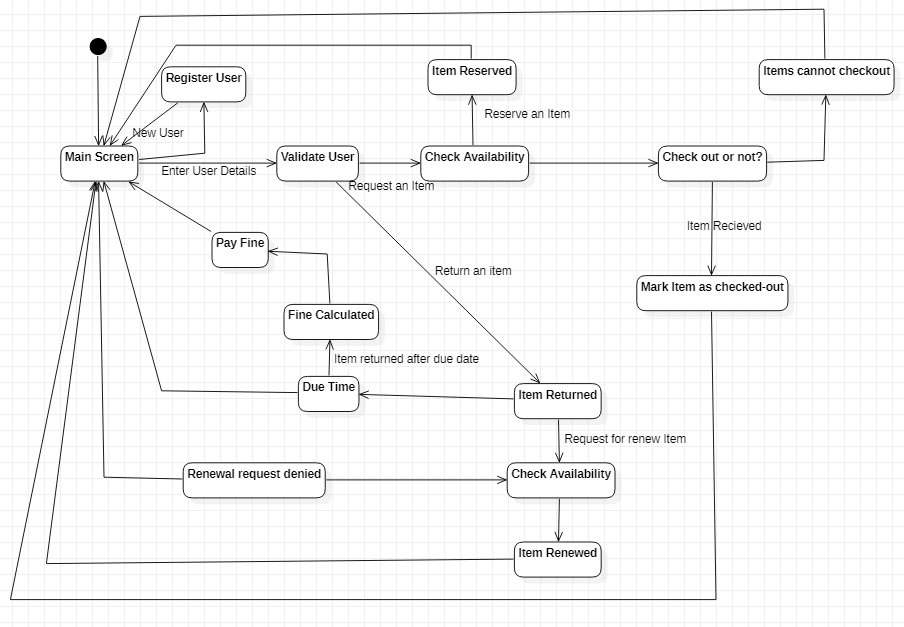 Items cannot checkout
Item Reserved
Register User
Reserve an Item
New User
Main Screen
Validate User
Check Availability
Check out or not?
Enter User Details
Request an Item
Item Recieved
Pay Fine
Return an item
Mark Item as checked-out
Fine Calculated
Item returned after due date
Due Time
Item Returned
Request for renew Item
Renewal request denied
Check Availability
Item Renewed